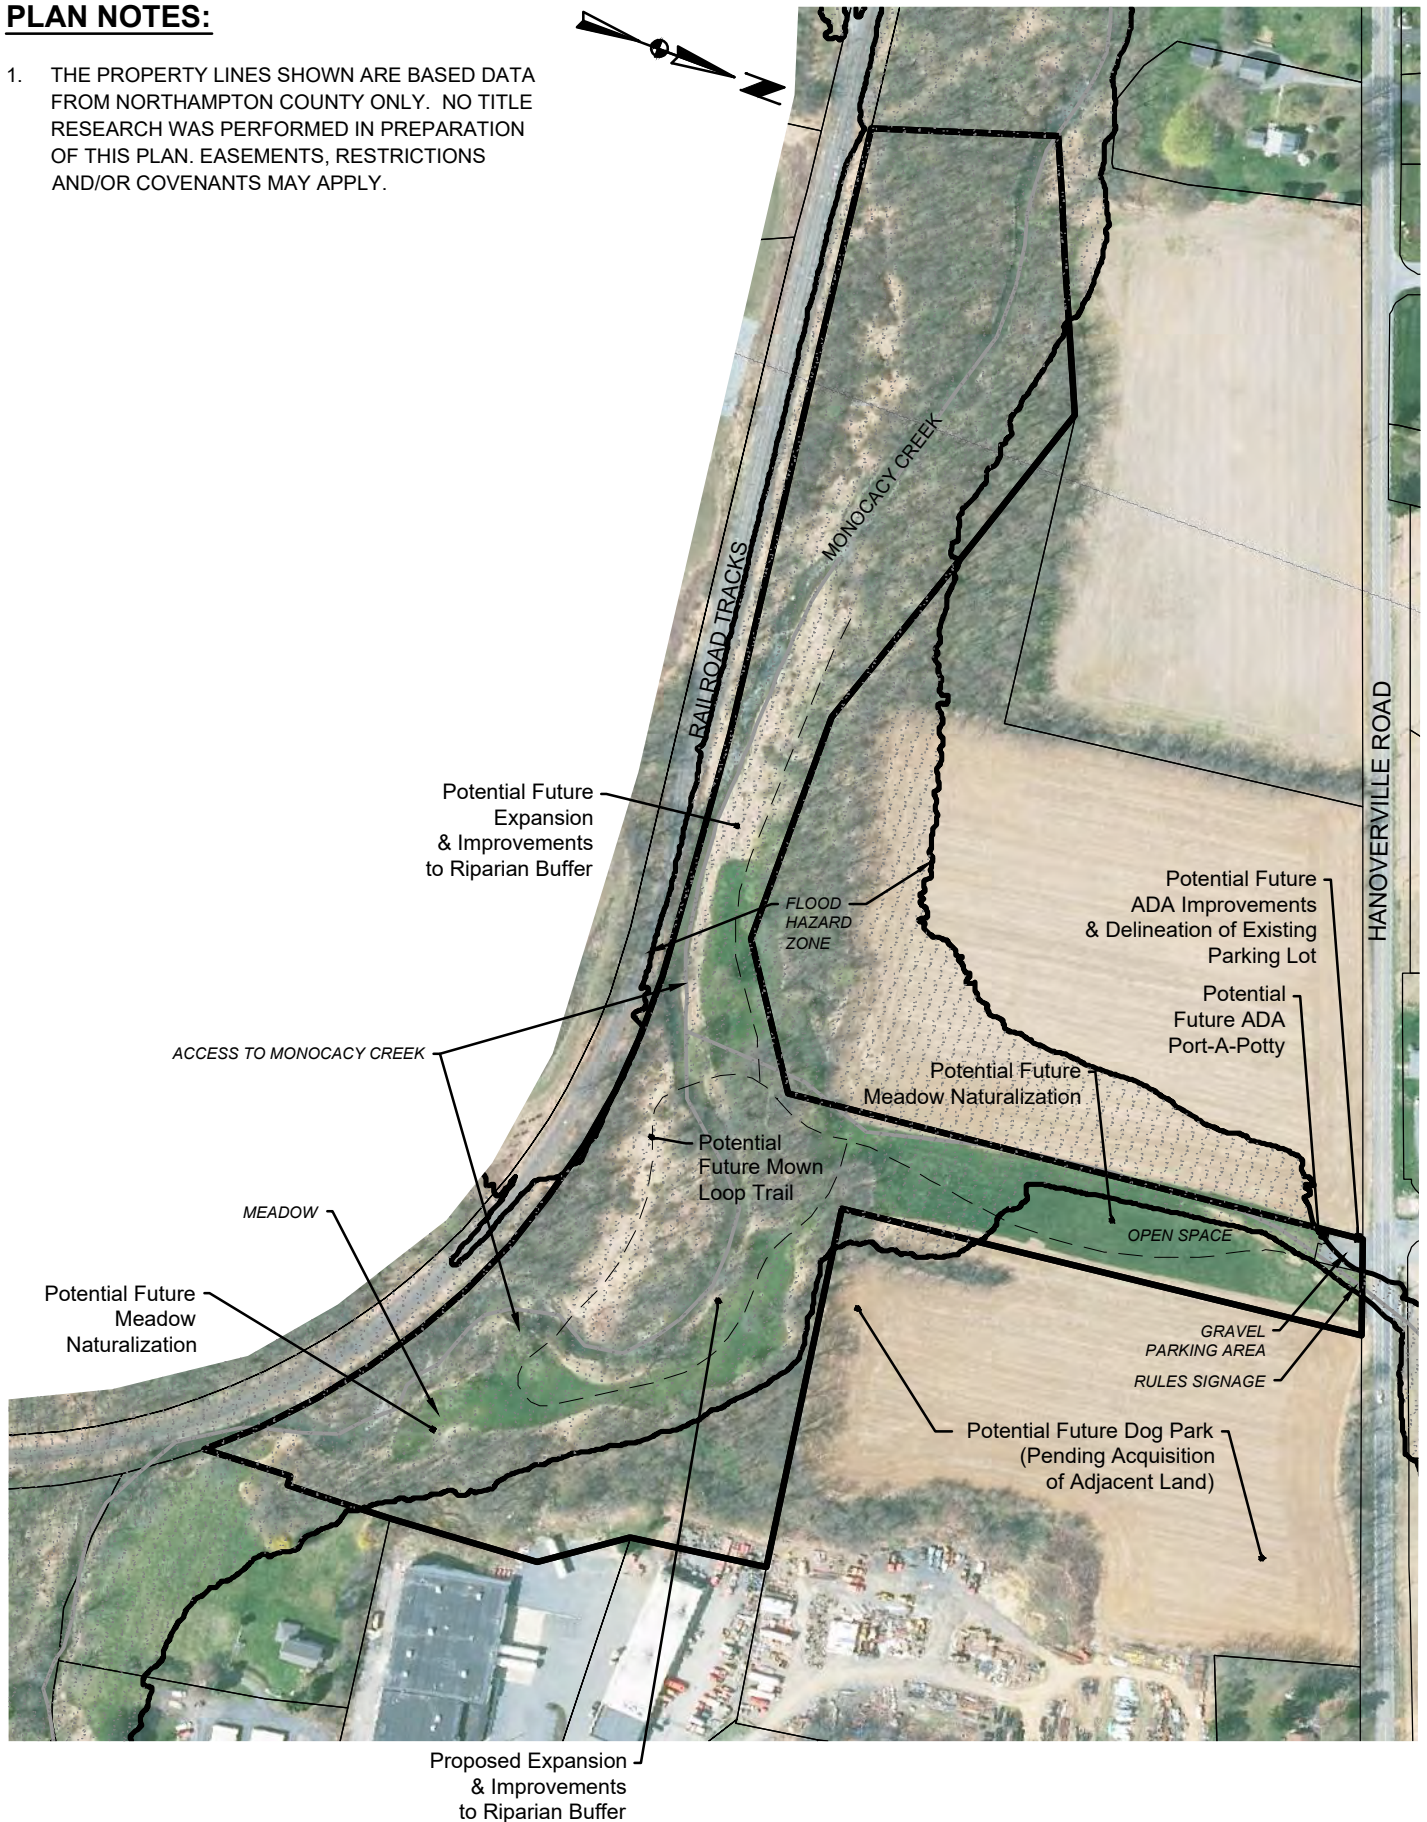 PLAN NOTES:
1. THE PROPERTY LINES SHOWN ARE BASED DATA
FROM NORTHAMPTON COUNTY ONLY. NO TITLE
RESEARCH WAS PERFORMED IN PREPARATION
OF THIS PLAN. EASEMENTS, RESTRICTIONS
AND/OR COVENANTS MAY APPLY.
N
MONOCACY CREEK
RAILROAD TRACKS
HANOVERVILLE ROAD
Potential Future
Expansion
& Improvements
to Riparian Buffer
FLOOD
HAZARD
ZONE
Potential Future
ADA Improvements
& Delineation of Existing
Parking Lot
Potential
Future ADA
Port-A-Potty
ACCESS TO MONOCACY CREEK
Potential Future
Meadow Naturalization
Potential
Future Mown
Loop Trail
MEADOW
OPEN SPACE
Potential Future
Meadow
Naturalization
GRAVEL
PARKING AREA
RULES SIGNAGE
Potential Future Dog Park
(Pending Acquisition
of Adjacent Land)
Proposed Expansion
& Improvements
to Riparian Buffer